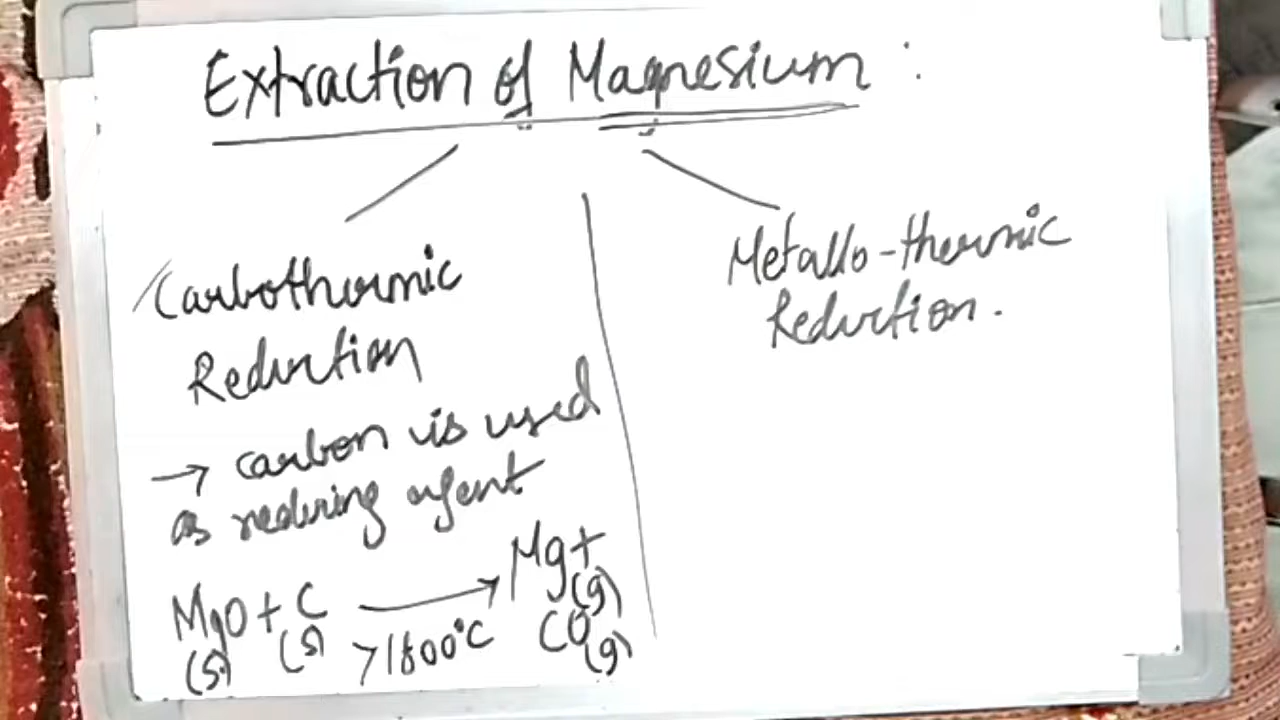 Extraction of Magnesium :
Carbothermic
Reduction
→ carbon is used
as reducing agent
MgO + C → Mg +
(s) (s) >1800°C (g)
CO
(g)
Metallo-thermic
Reduction.